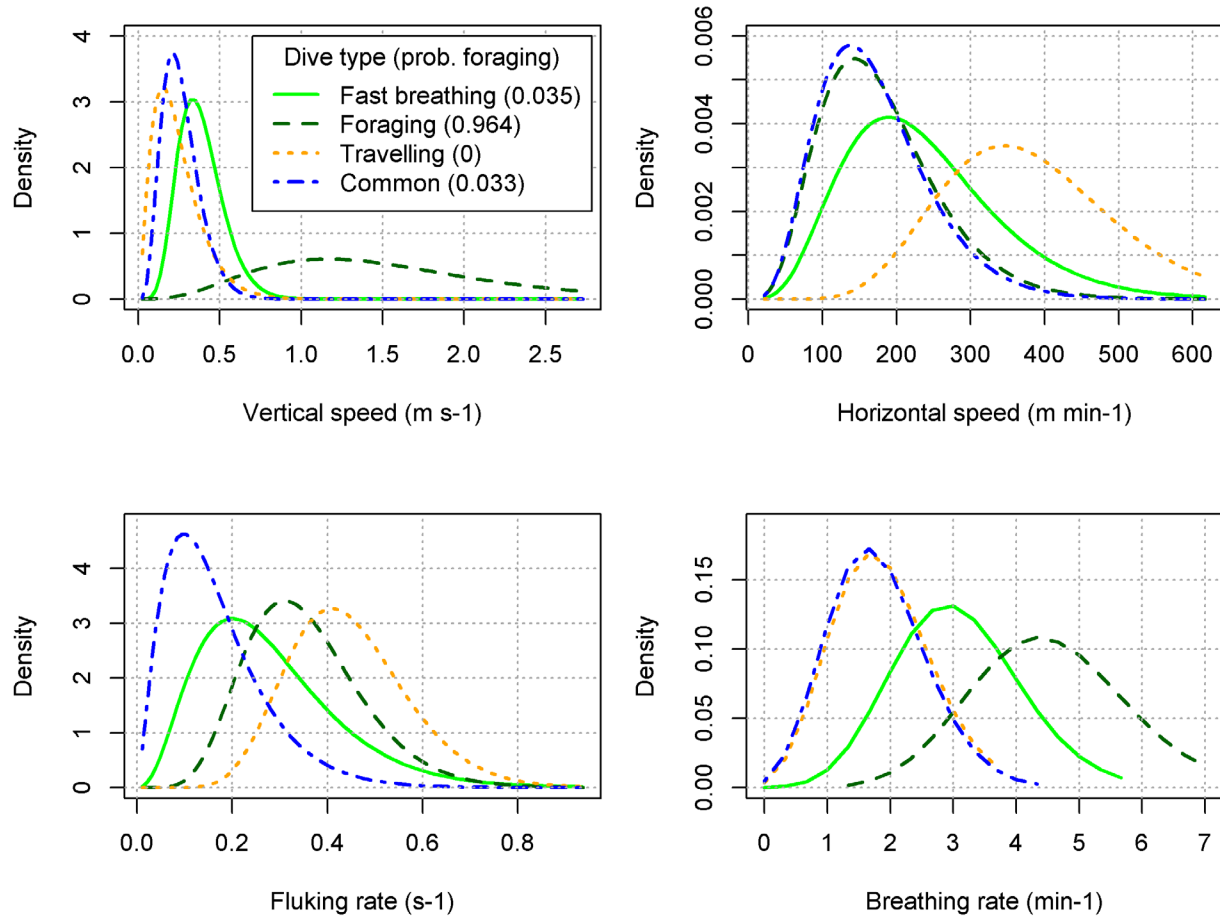 Density
4
3
2
1
0
Dive type (prob. foraging)
Fast breathing (0.035)
Foraging (0.964)
Travelling (0)
Common (0.033)
0.0 0.5 1.0 1.5 2.0 2.5
Vertical speed (m s-1)
Density
0.006
0.004
0.002
0.000
100 200 300 400 500 600
Horizontal speed (m min-1)
Density
4
3
2
1
0
0.0 0.2 0.4 0.6 0.8
Fluking rate (s-1)
Density
0.15
0.10
0.05
0.00
0 1 2 3 4 5 6 7
Breathing rate (min-1)